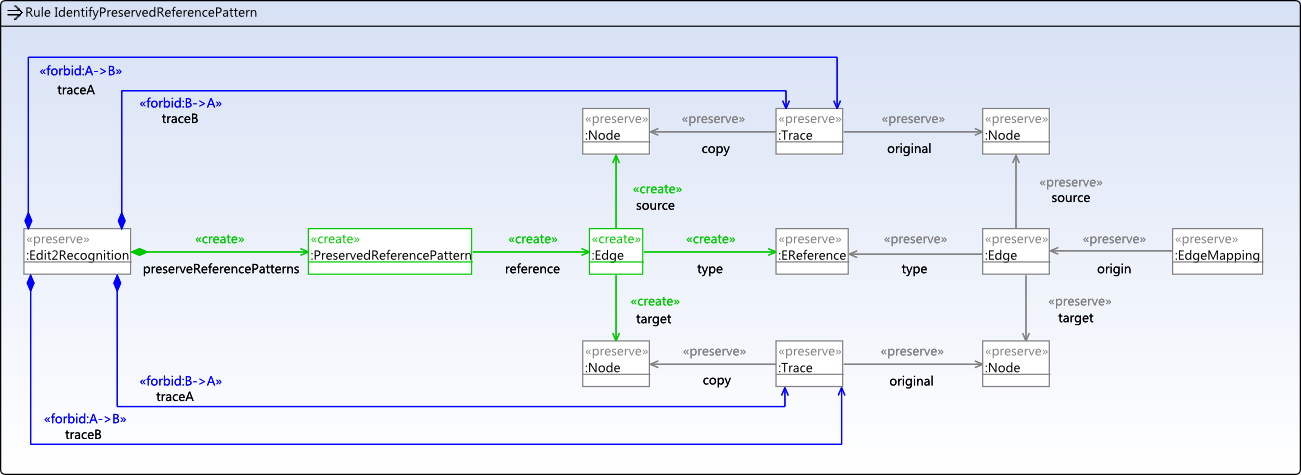 Rule IdentifyPreservedReferencePattern
«forbid:A->B»
traceA
«forbid:B->A»
traceB
«preserve»
:Node
«preserve»
copy
«preserve»
:Trace
«preserve»
original
«preserve»
:Node
«create»
source
«preserve»
source
«preserve»
:Edit2Recognition
«create»
preserveReferencePatterns
«create»
:PreservedReferencePattern
«create»
reference
«create»
:Edge
«create»
type
«preserve»
:EReference
«preserve»
type
«preserve»
:Edge
«preserve»
origin
«preserve»
:EdgeMapping
«create»
target
«preserve»
target
«preserve»
:Node
«preserve»
copy
«preserve»
:Trace
«preserve»
original
«preserve»
:Node
«forbid:B->A»
traceA
«forbid:A->B»
traceB